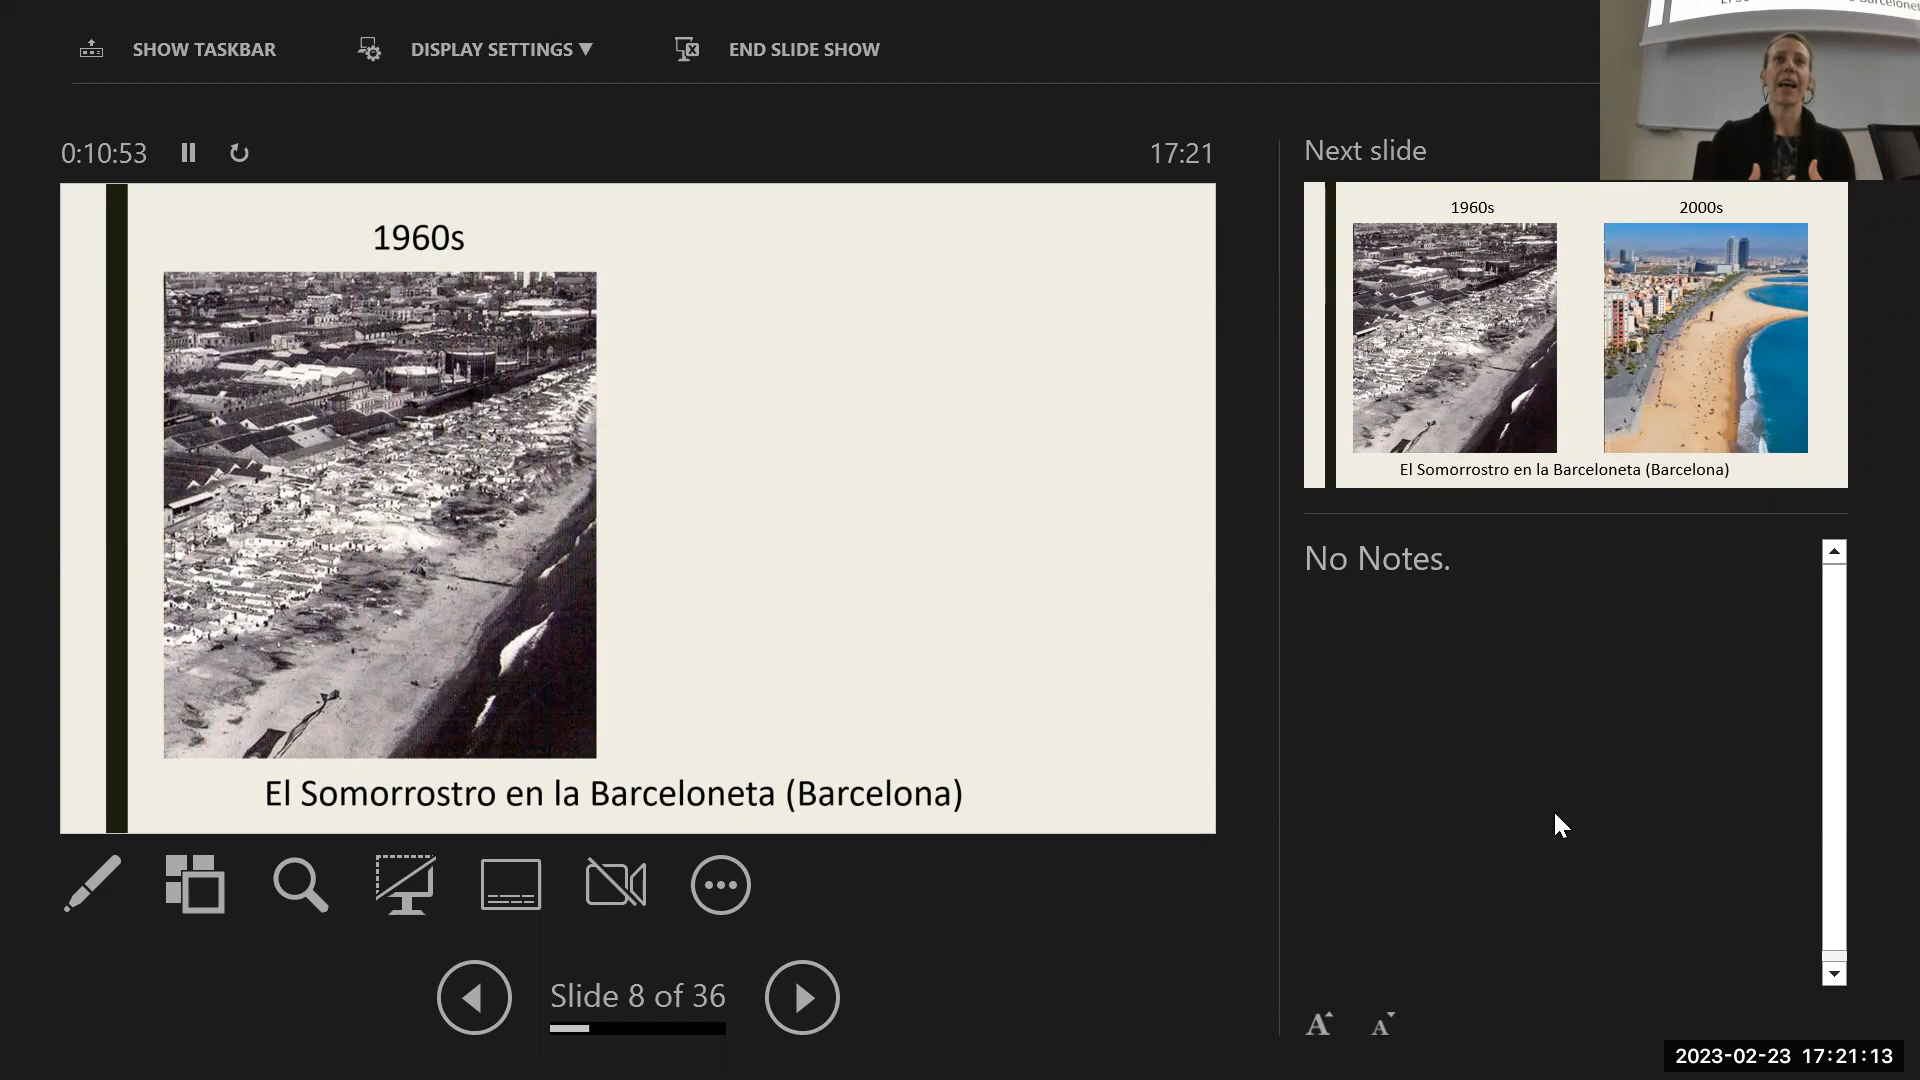 SHOW TASKBAR
DISPLAY SETTINGS ▼
END SLIDE SHOW
0:10:53
17:21
1960s
El Somorrostro en la Barceloneta (Barcelona)
Slide 8 of 36
Next slide
1960s
2000s
El Somorrostro en la Barceloneta (Barcelona)
No Notes.
A A
2023-02-23 17:21:13